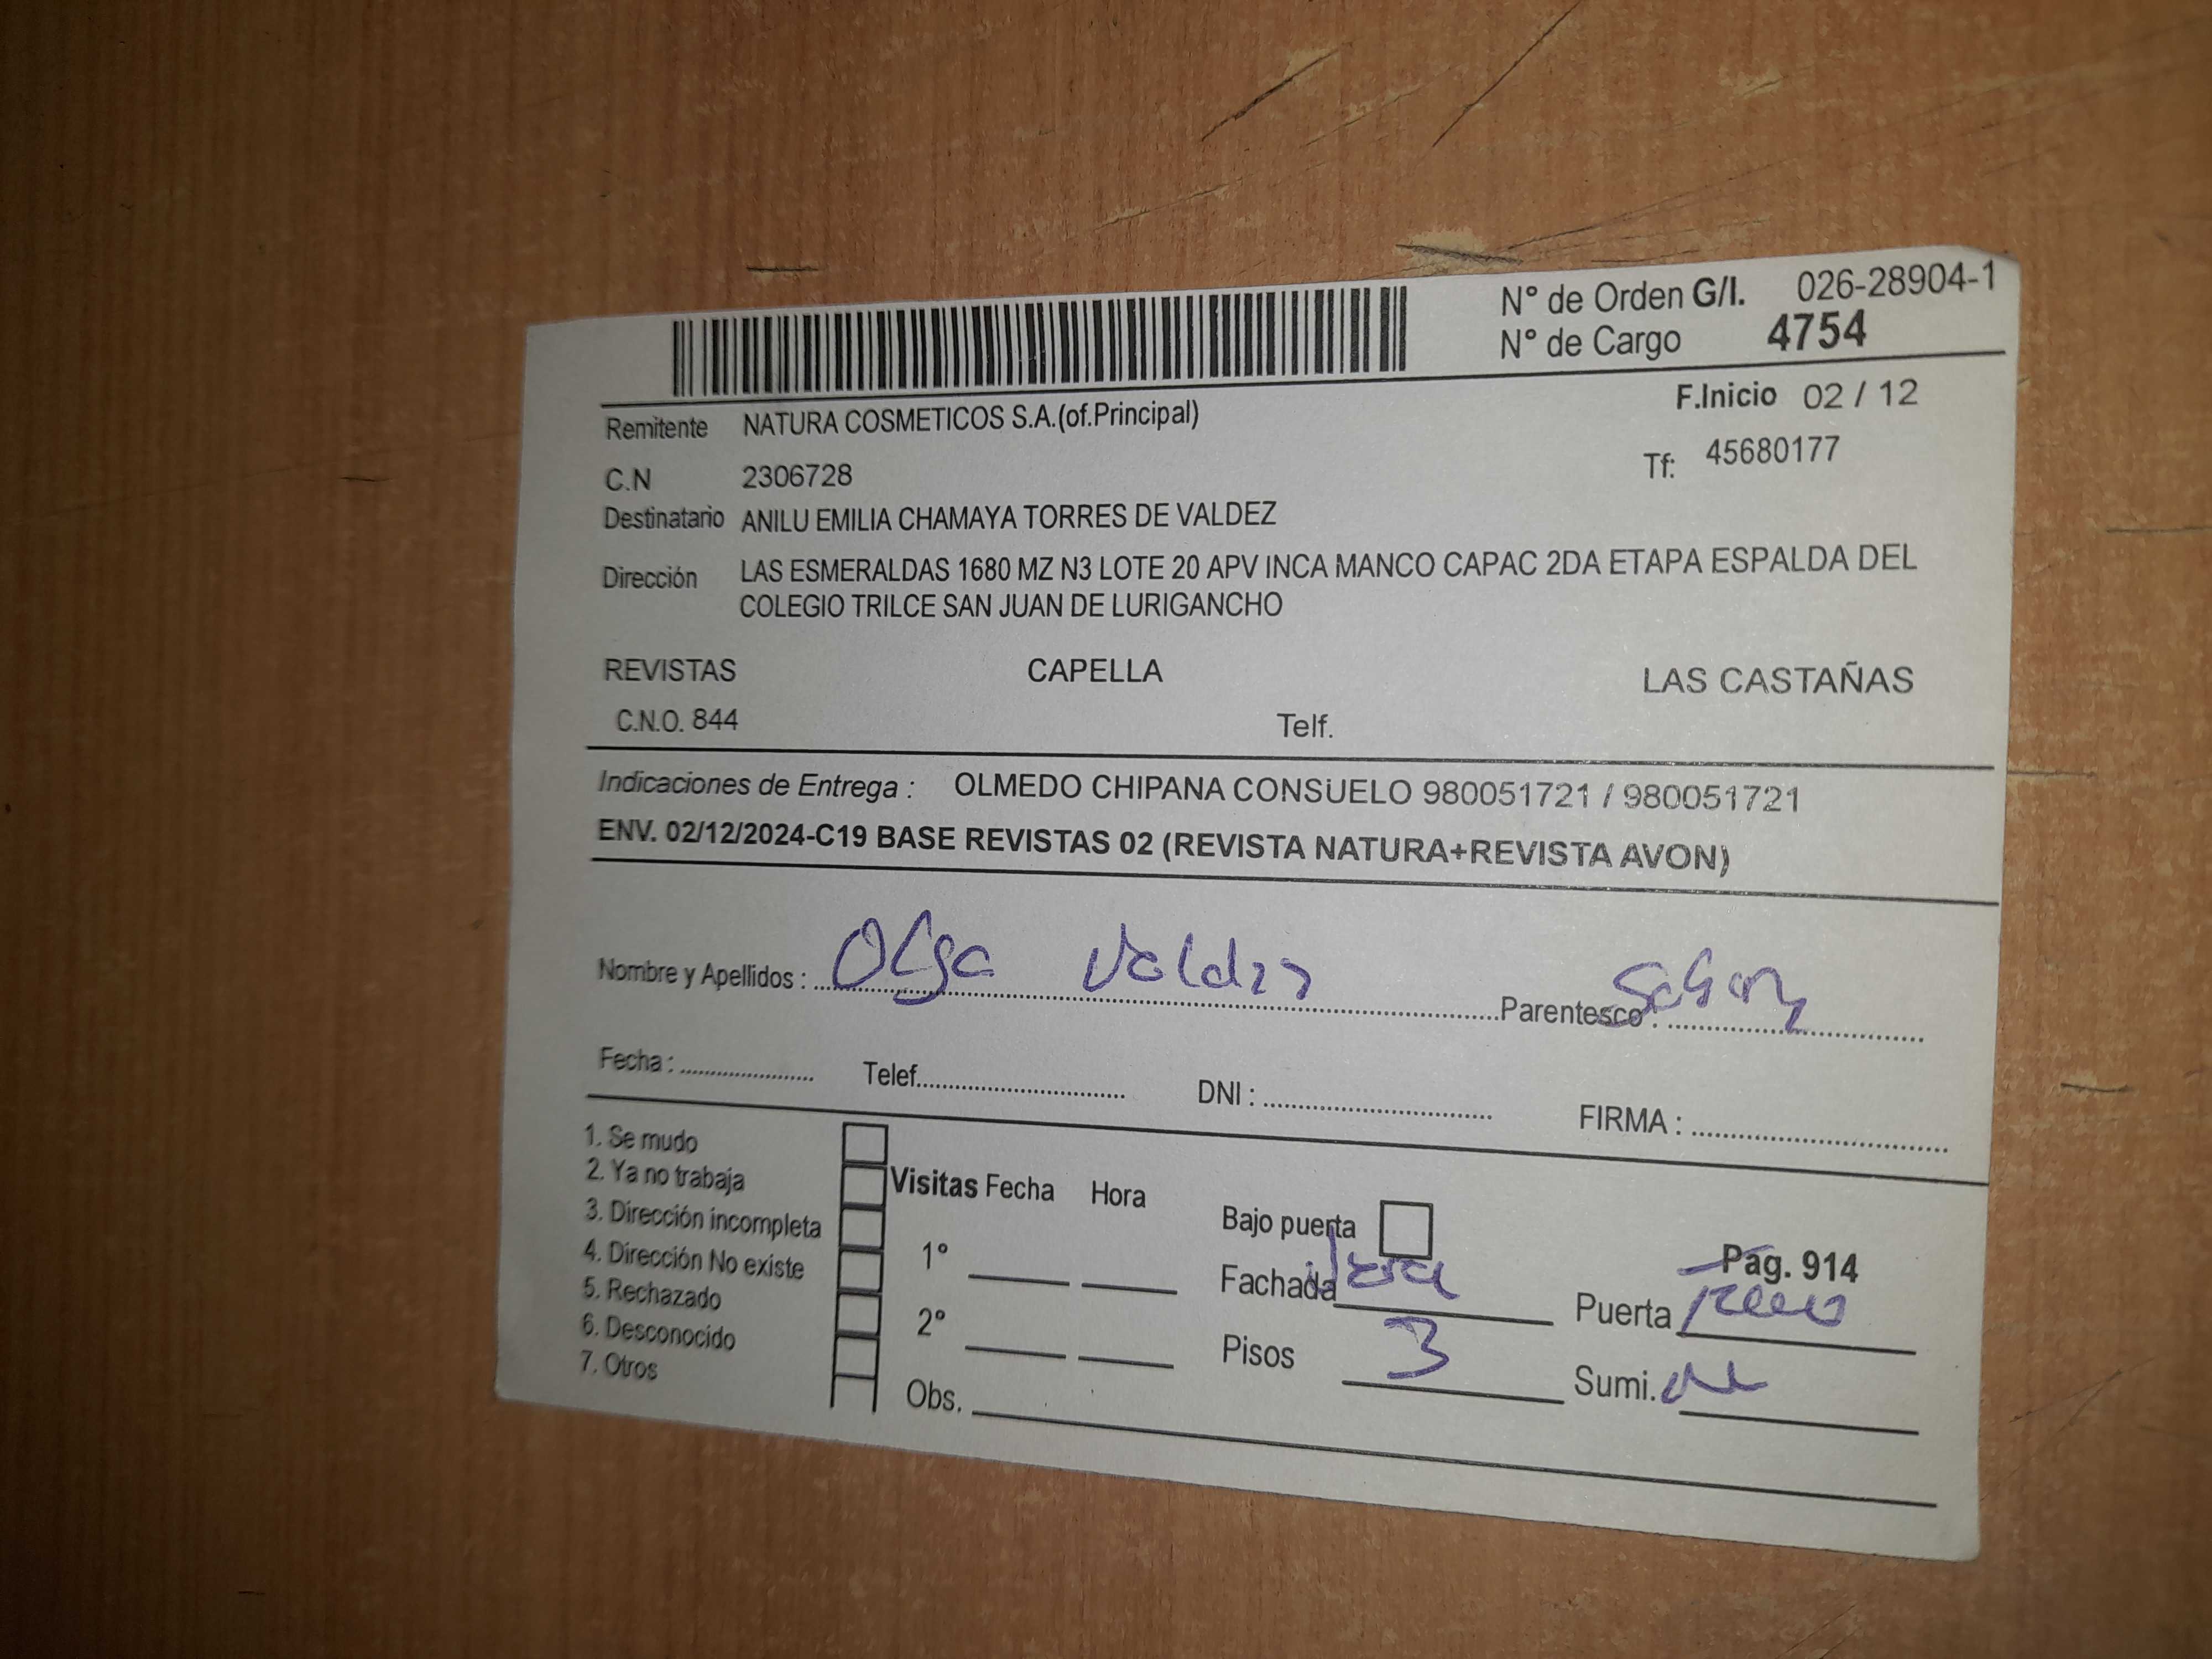 N° de Orden G/I. 026-28904-1
N° de Cargo 4754
F.Inicio 02 / 12
Remitente NATURA COSMETICOS S.A.(of.Principal)
Tf: 45680177
C.N 2306728
Destinatario ANILU EMILIA CHAMAYA TORRES DE VALDEZ
Dirección LAS ESMERALDAS 1680 MZ N3 LOTE 20 APV INCA MANCO CAPAC 2DA ETAPA ESPALDA DEL
COLEGIO TRILCE SAN JUAN DE LURIGANCHO
REVISTAS CAPELLA LAS CASTAÑAS
C.N.O. 844 Telf.
Indicaciones de Entrega : OLMEDO CHIPANA CONSUELO 980051721 / 980051721
ENV. 02/12/2024-C19 BASE REVISTAS 02 (REVISTA NATURA+REVISTA AVON)
Nombre y Apellidos : Olga Valdez Parentesco :
Fecha : Telef. DNI : FIRMA :
1. Se mudo
2. Ya no trabaja
3. Dirección incompleta
4. Dirección No existe
5. Rechazado
6. Desconocido
7. Otros
Visitas Fecha Hora
1°
2°
Obs.
Bajo puerta
Fachada
Pisos 3
Pág. 914
Puerta
Sumi.